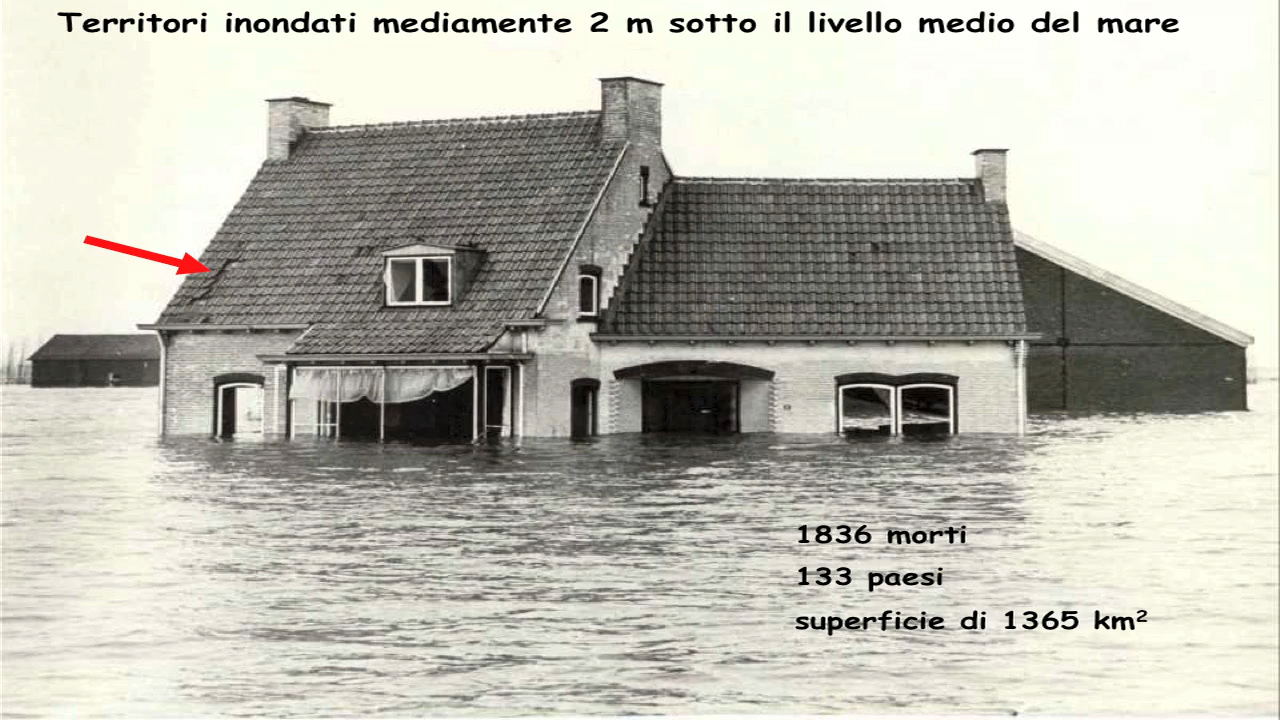 Territori inondati mediamente 2 m sotto il livello medio del mare
1836 morti
133 paesi
superficie di 1365 km²